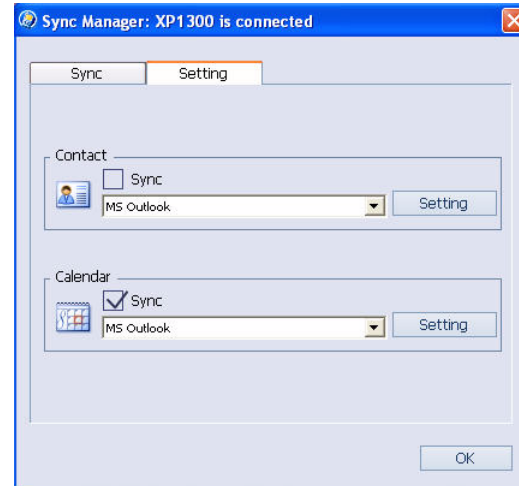 Sync Manager: XP1300 is connected
Sync Setting
Contact
Sync
MS Outlook Setting
Calendar
Sync
MS Outlook Setting
OK